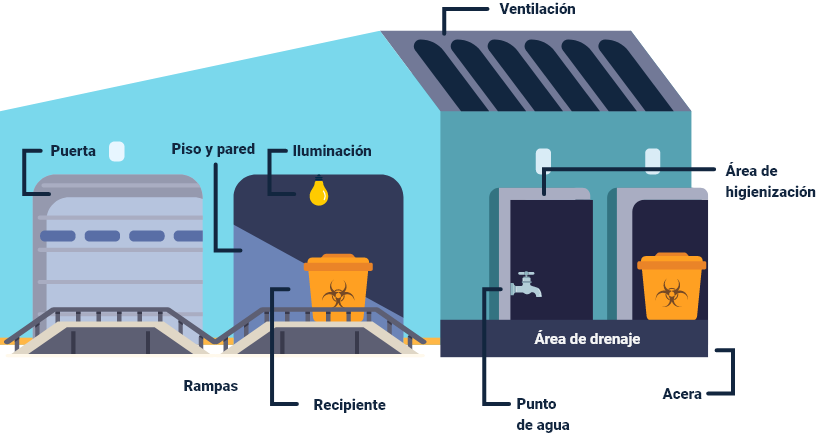 Ventilación
Puerta
Piso y pared
Iluminación
Área de
higienización
Área de drenaje
Rampas
Recipiente
Acera
Punto
de agua